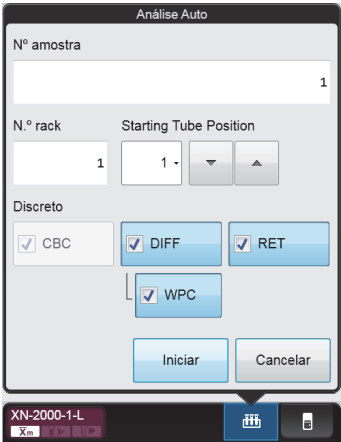 Análise Auto
Nº amostra
1
N.º rack
Starting Tube Position
1
1
Discreto
CBC
DIFF
RET
WPC
Iniciar
Cancelar
XN-2000-1-L
Xm